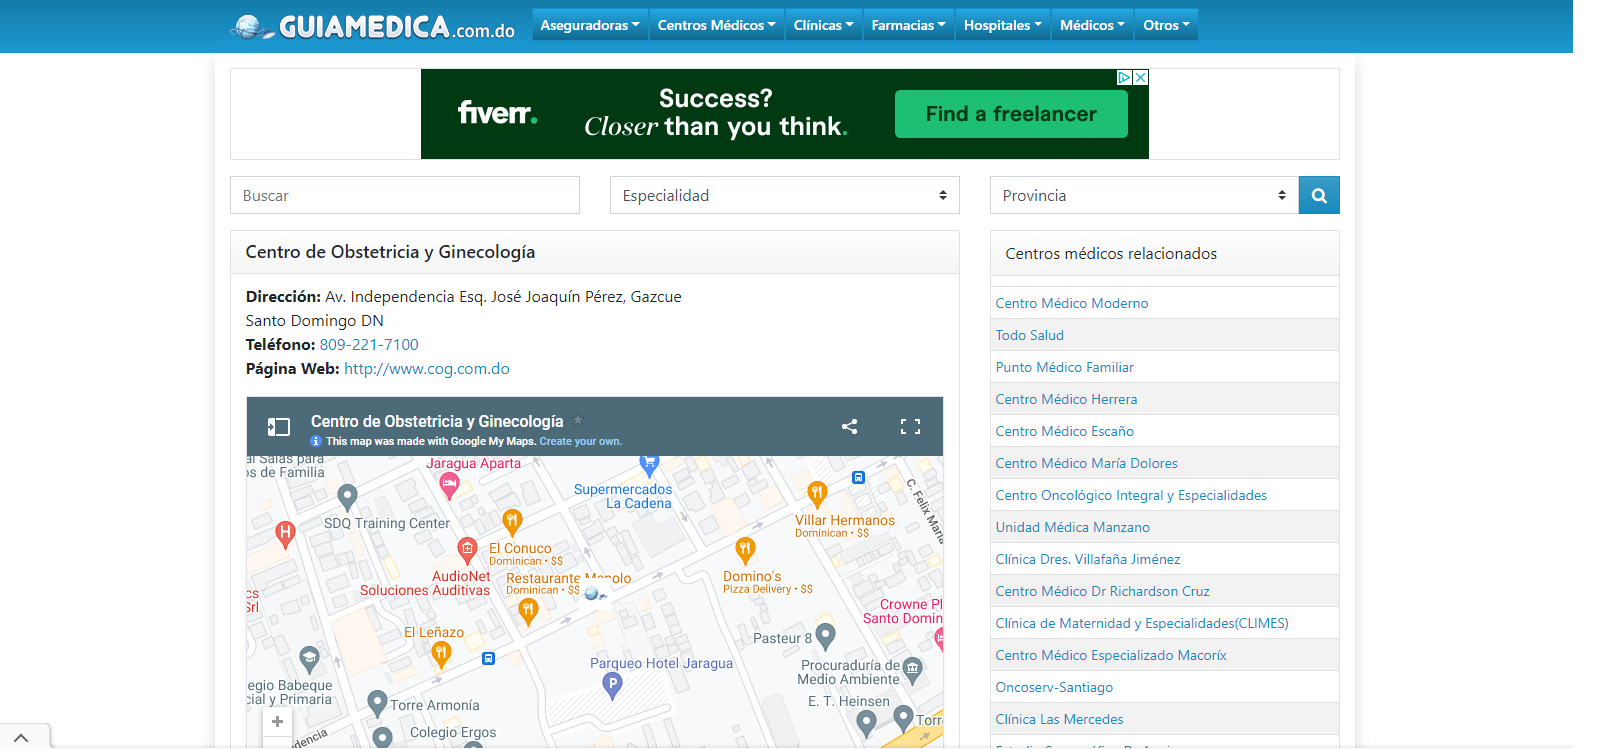 GUIAMEDICA.com.do
Aseguradoras
Centros Médicos
Clínicas
Farmacias
Hospitales
Médicos
Otros
fiverr.
Success?
Closer than you think.
Find a freelancer
Buscar
Especialidad
Provincia
Centro de Obstetricia y Ginecología
Dirección: Av. Independencia Esq. José Joaquín Pérez, Gazcue
Santo Domingo DN
Teléfono: 809-221-7100
Página Web: http://www.cog.com.do
Centro de Obstetricia y Ginecología
This map was made with Google My Maps. Create your own.
al Salas para
os de Familia
Jaragua Aparta
SDQ Training Center
Supermercados
La Cadena
C. Felix María
Villar Hermanos
Dominican • $$
H
El Conuco
Dominican • $$
AudioNet
Soluciones Auditivas
Restaurante Manolo
Dominican • $$
Domino's
Pizza Delivery • $$
cs
Srl
Crowne Pl
Santo Domin
El Leñazo
Pasteur 8
Parqueo Hotel Jaragua
P
Procuraduría de
Medio Ambiente
egio Babeque
cial y Primaria
Torre Armonía
E. T. Heinsen
Torr
Colegio Ergos
dencia
+
Centros médicos relacionados
Centro Médico Moderno
Todo Salud
Punto Médico Familiar
Centro Médico Herrera
Centro Médico Escaño
Centro Médico María Dolores
Centro Oncológico Integral y Especialidades
Unidad Médica Manzano
Clínica Dres. Villafaña Jiménez
Centro Médico Dr Richardson Cruz
Clínica de Maternidad y Especialidades(CLIMES)
Centro Médico Especializado Macoríx
Oncoserv-Santiago
Clínica Las Mercedes